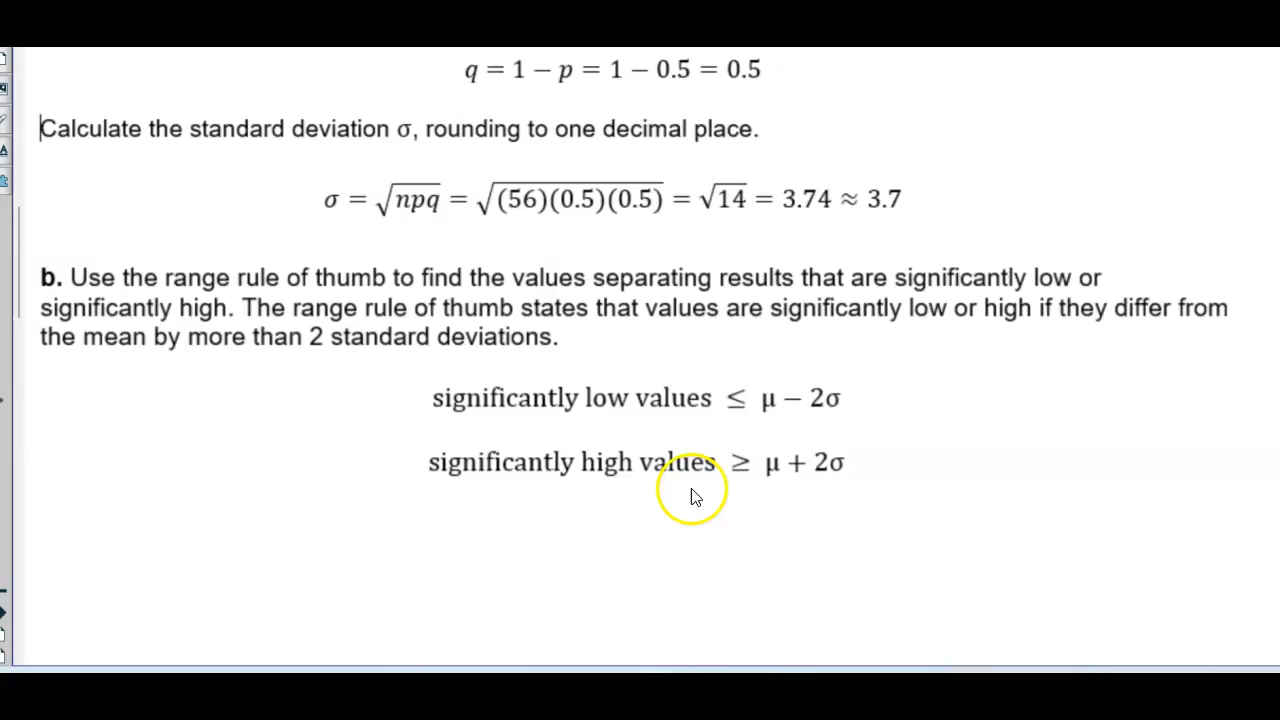 q = 1 − p = 1 − 0.5 = 0.5
Calculate the standard deviation σ, rounding to one decimal place.
σ = √npq = √(56)(0.5)(0.5) = √14 = 3.74 ≈ 3.7
b. Use the range rule of thumb to find the values separating results that are significantly low or
significantly high. The range rule of thumb states that values are significantly low or high if they differ from
the mean by more than 2 standard deviations.
significantly low values ≤ μ − 2σ
significantly high values ≥ μ + 2σ